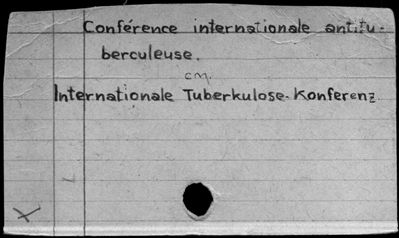 Conférence internationale antitu-
berculeuse.
cm.
Internationale Tuberkulose-Konferenz.